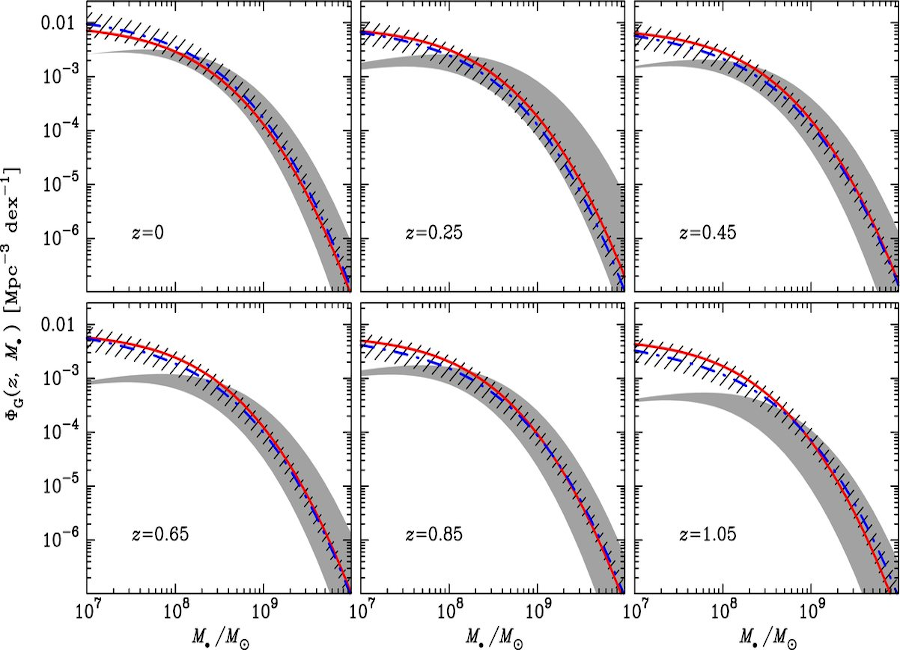 Φ_G(z, M_•) [Mpc⁻³ dex⁻¹]
0.01
10⁻³
10⁻⁴
10⁻⁵
10⁻⁶
z=0
z=0.25
z=0.45
0.01
10⁻³
10⁻⁴
10⁻⁵
10⁻⁶
z=0.65
z=0.85
z=1.05
10⁷ 10⁸ 10⁹ 10⁷ 10⁸ 10⁹ 10⁷ 10⁸ 10⁹
M_•/M_⊙ M_•/M_⊙ M_•/M_⊙